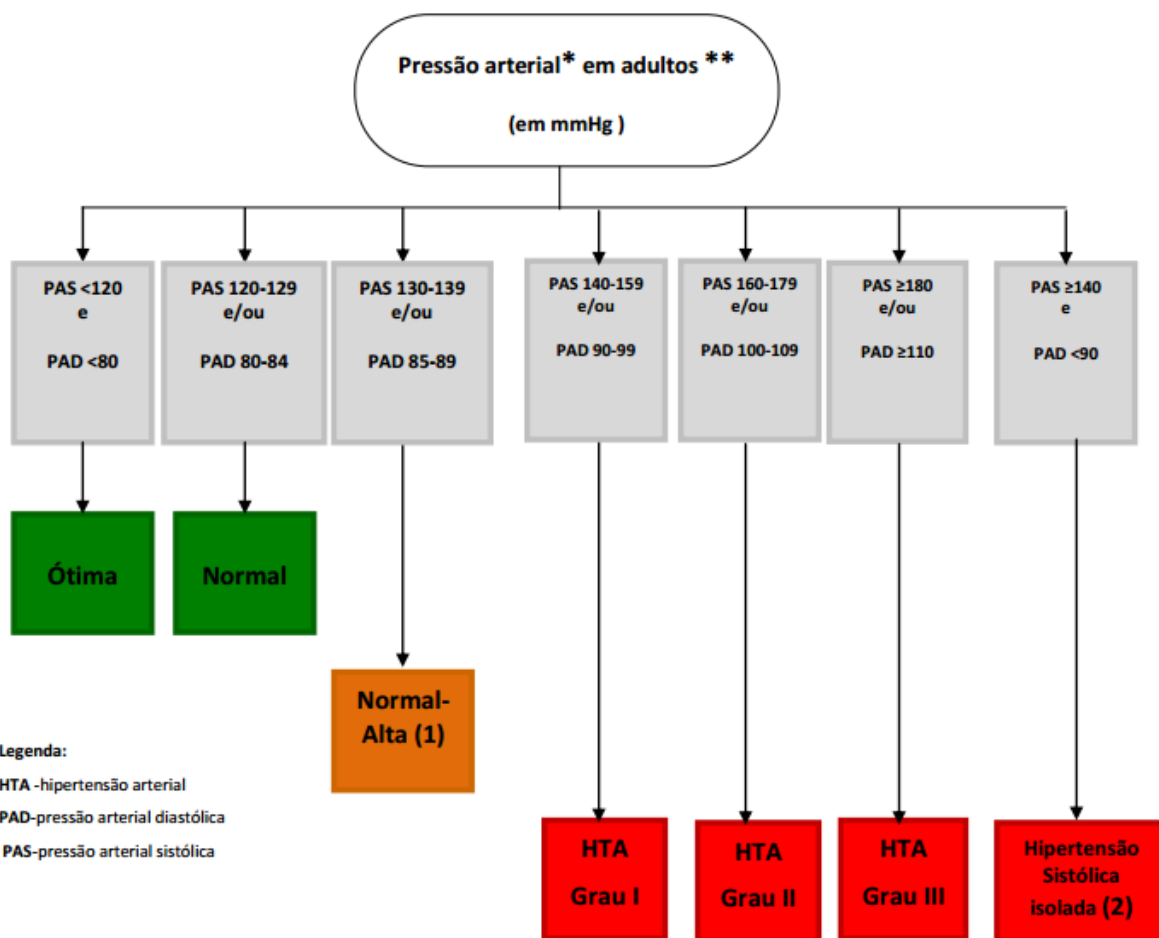 Pressão arterial* em adultos **
(em mmHg )
PAS <120
e
PAD <80
PAS 120-129
e/ou
PAD 80-84
PAS 130-139
e/ou
PAD 85-89
PAS 140-159
e/ou
PAD 90-99
PAS 160-179
e/ou
PAD 100-109
PAS ≥180
e/ou
PAD ≥110
PAS ≥140
e
PAD <90
Ótima
Normal
Normal-
Alta (1)
Legenda:
HTA -hipertensão arterial
PAD-pressão arterial diastólica
PAS-pressão arterial sistólica
HTA
Grau I
HTA
Grau II
HTA
Grau III
Hipertensão
Sistólica
isolada (2)